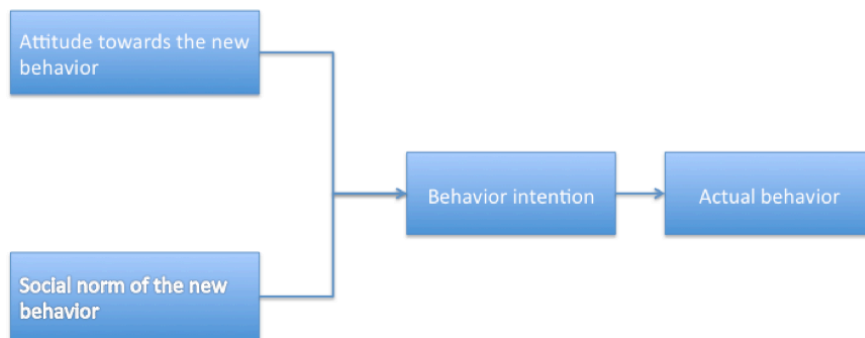 Attitude towards the new
behavior
Behavior intention
Actual behavior
Social norm of the new
behavior